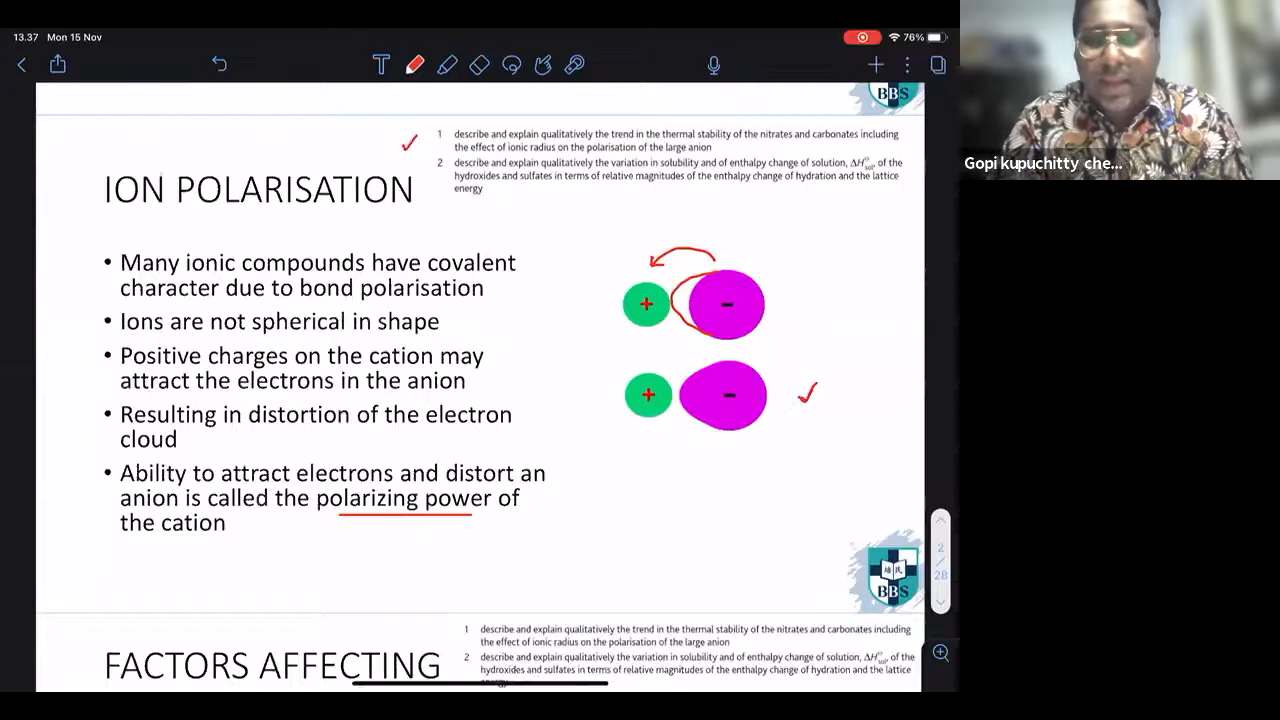 13.37 Mon 15 Nov
76%
T
BBS
1 describe and explain qualitatively the trend in the thermal stability of the nitrates and carbonates including
the effect of ionic radius on the polarisation of the large anion
2 describe and explain qualitatively the variation in solubility and of enthalpy change of solution, ΔH⦵sol, of the
hydroxides and sulfates in terms of relative magnitudes of the enthalpy change of hydration and the lattice
energy
Gopi kupuchitty che...
ION POLARISATION
• Many ionic compounds have covalent
character due to bond polarisation
• Ions are not spherical in shape
• Positive charges on the cation may
attract the electrons in the anion
• Resulting in distortion of the electron
cloud
• Ability to attract electrons and distort an
anion is called the polarizing power of
the cation
+ -
+ -
2
/
28
培民
BBS
1 describe and explain qualitatively the trend in the thermal stability of the nitrates and carbonates including
the effect of ionic radius on the polarisation of the large anion
2 describe and explain qualitatively the variation in solubility and of enthalpy change of solution, ΔH⦵sol, of the
hydroxides and sulfates in terms of relative magnitudes of the enthalpy change of hydration and the lattice
FACTORS AFFECTING